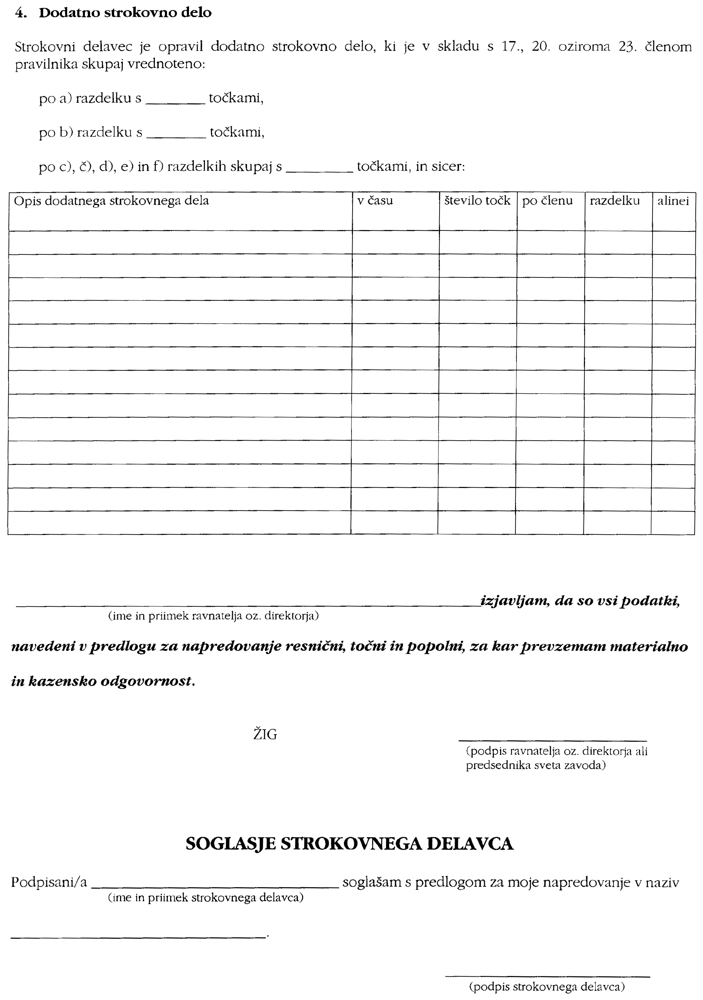 4. Dodatno strokovno delo
Strokovni delavec je opravil dodatno strokovno delo, ki je v skladu s 17., 20. oziroma 23. členom
pravilnika skupaj vrednoteno:
po a) razdelku s ________ točkami,
po b) razdelku s ________ točkami,
po c), č), d), e) in f) razdelkih skupaj s _________ točkami, in sicer:
Opis dodatnega strokovnega dela v času število točk po členu razdelku alinei
izjavljam, da so vsi podatki,
(ime in priimek ravnatelja oz. direktorja)
navedeni v predlogu za napredovanje resnični, točni in popolni, za kar prevzemam materialno
in kazensko odgovornost.
ŽIG
(podpis ravnatelja oz. direktorja ali
predsednika sveta zavoda)
SOGLASJE STROKOVNEGA DELAVCA
Podpisani/a ______________________ soglašam s predlogom za moje napredovanje v naziv
(ime in priimek strokovnega delavca)
______________________.
(podpis strokovnega delavca)